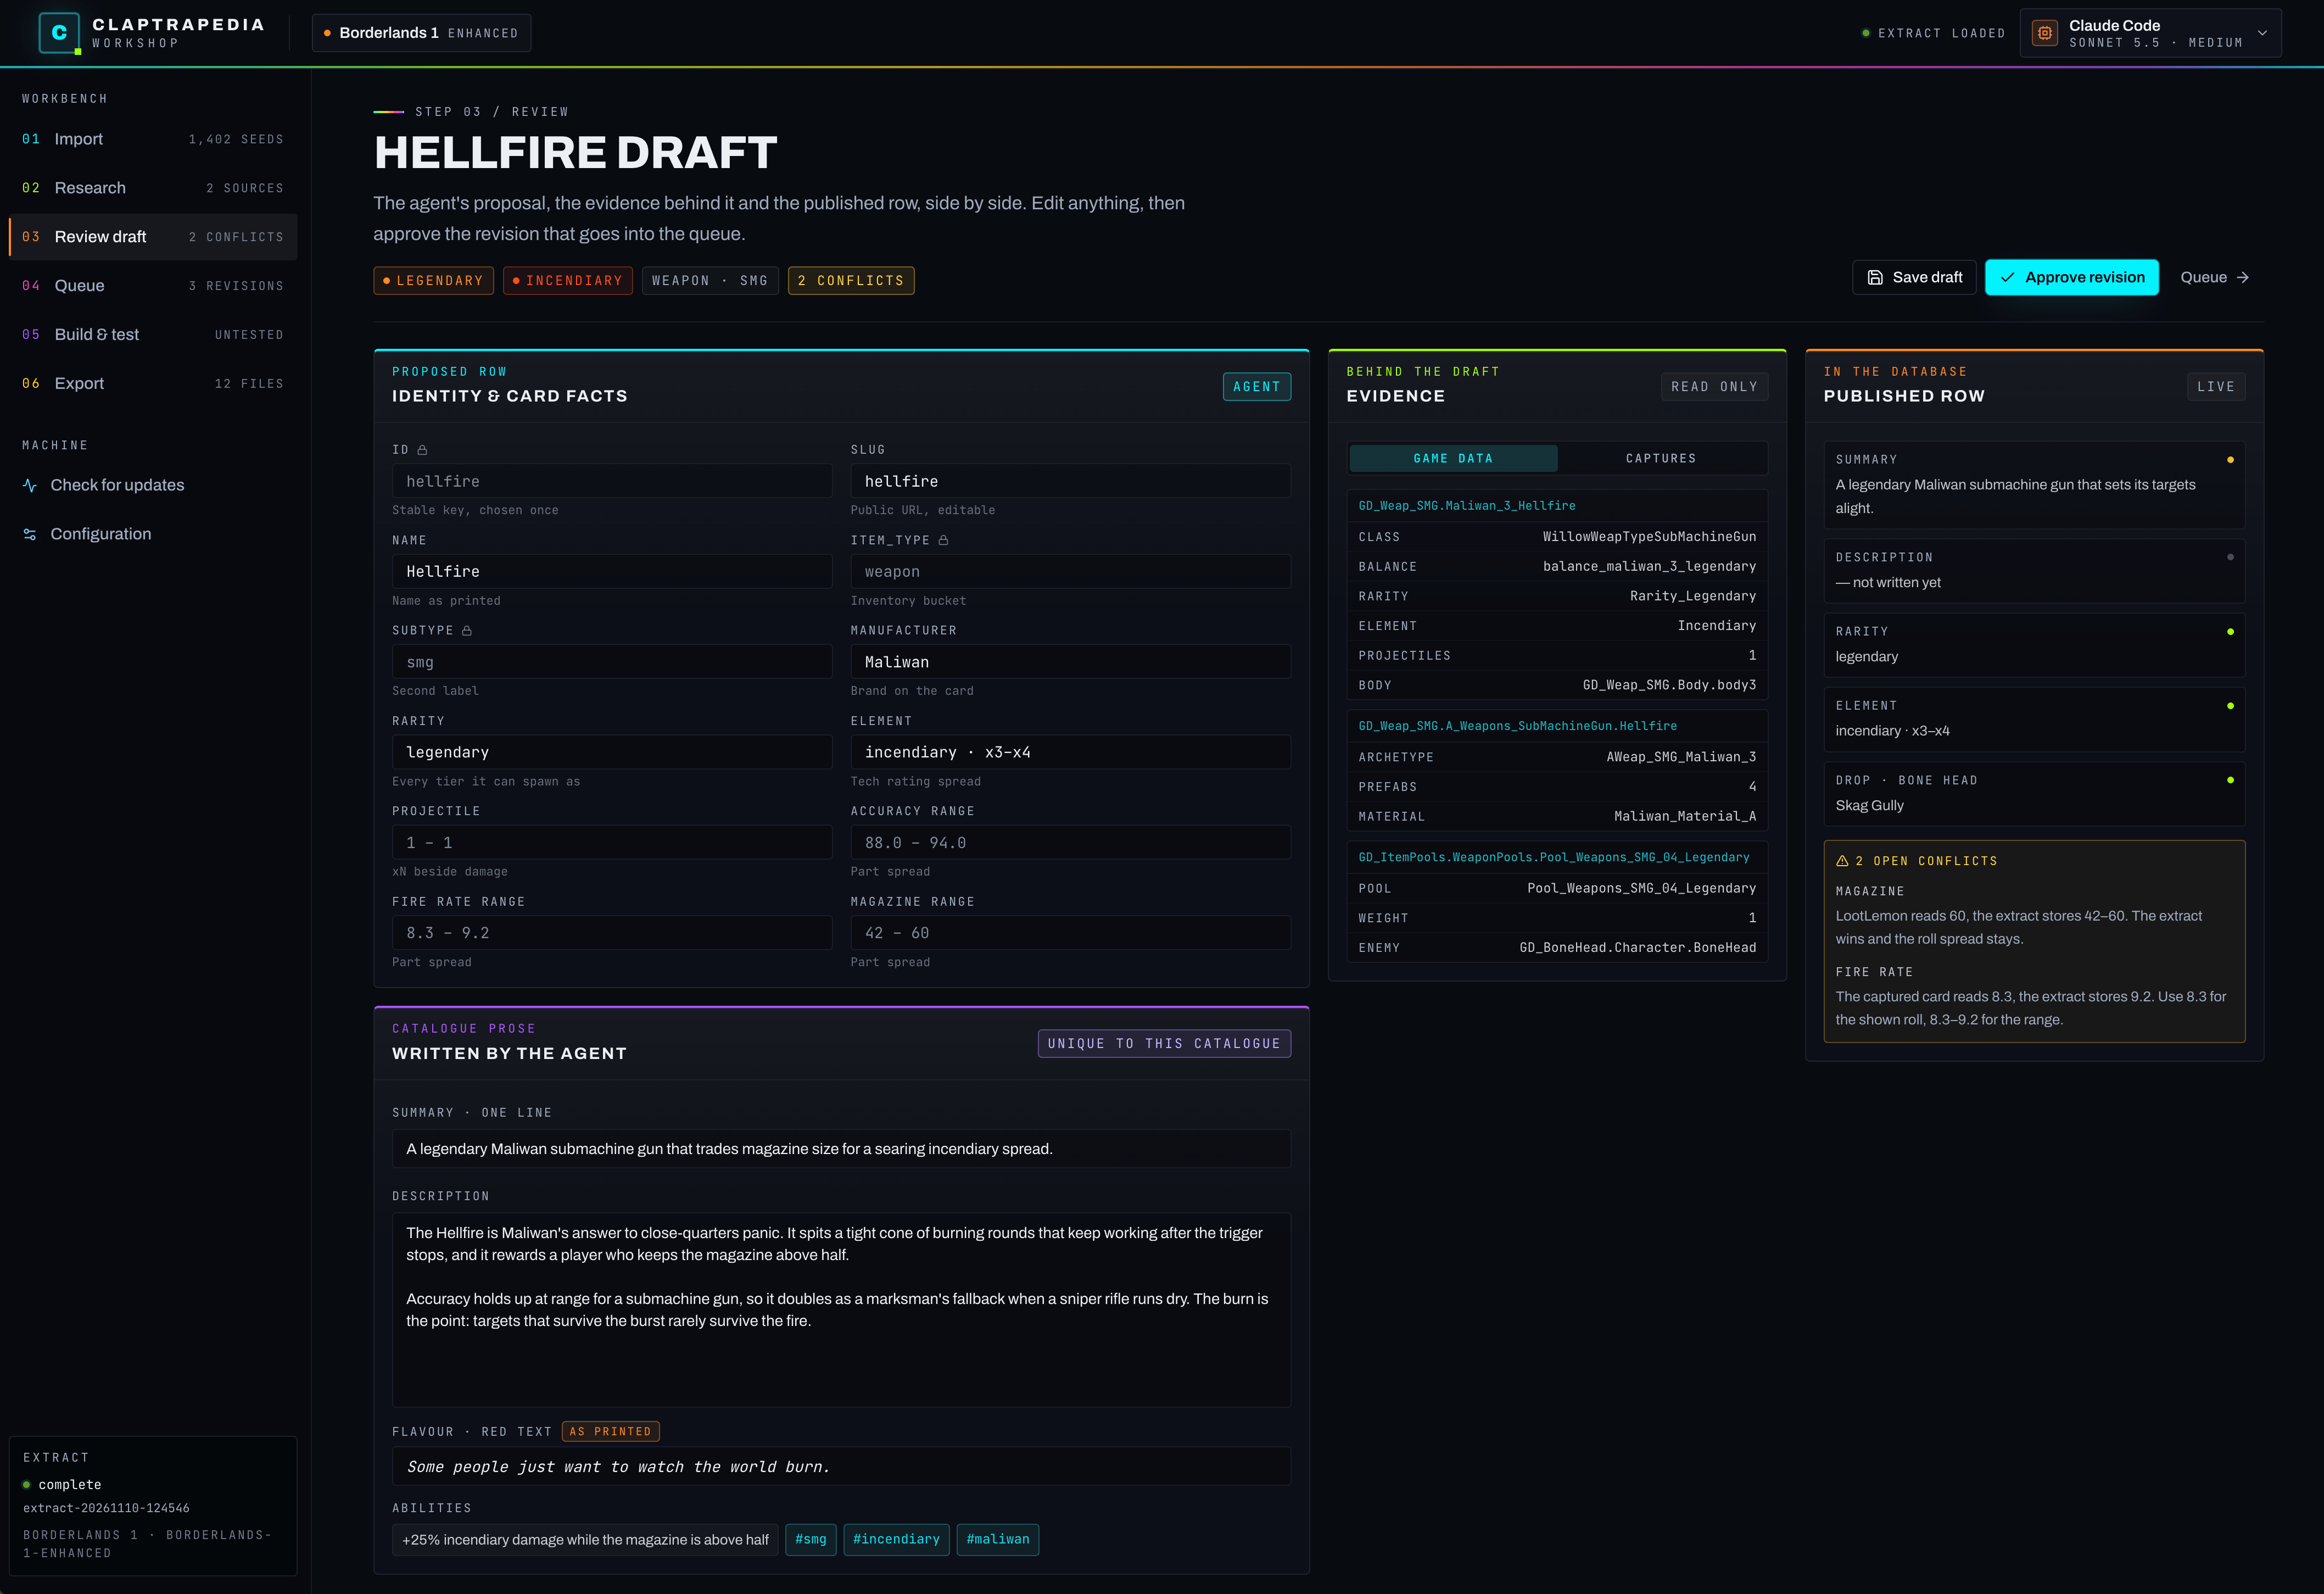 C
CLAPTRAPEDIA
WORKSHOP
Borderlands 1 ENHANCED
EXTRACT LOADED
Claude Code
SONNET 5.5 · MEDIUM
WORKBENCH
01 Import 1,402 SEEDS
02 Research 2 SOURCES
03 Review draft 2 CONFLICTS
04 Queue 3 REVISIONS
05 Build & test UNTESTED
06 Export 12 FILES
MACHINE
Check for updates
Configuration
EXTRACT
complete
extract-20261110-124546
BORDERLANDS 1 · BORDERLANDS-
1-ENHANCED
STEP 03 / REVIEW
HELLFIRE DRAFT
The agent's proposal, the evidence behind it and the published row, side by side. Edit anything, then
approve the revision that goes into the queue.
LEGENDARY INCENDIARY WEAPON · SMG 2 CONFLICTS
Save draft Approve revision Queue →
PROPOSED ROW
IDENTITY & CARD FACTS
AGENT
ID
hellfire
Stable key, chosen once
SLUG
hellfire
Public URL, editable
NAME
Hellfire
Name as printed
ITEM_TYPE
weapon
Inventory bucket
SUBTYPE
smg
Second label
MANUFACTURER
Maliwan
Brand on the card
RARITY
legendary
Every tier it can spawn as
ELEMENT
incendiary · x3–x4
Tech rating spread
PROJECTILE
1 – 1
xN beside damage
ACCURACY RANGE
88.0 – 94.0
Part spread
FIRE RATE RANGE
8.3 – 9.2
Part spread
MAGAZINE RANGE
42 – 60
Part spread
CATALOGUE PROSE
WRITTEN BY THE AGENT
UNIQUE TO THIS CATALOGUE
SUMMARY · ONE LINE
A legendary Maliwan submachine gun that trades magazine size for a searing incendiary spread.
DESCRIPTION
The Hellfire is Maliwan's answer to close-quarters panic. It spits a tight cone of burning rounds that keep working after the trigger
stops, and it rewards a player who keeps the magazine above half.
Accuracy holds up at range for a submachine gun, so it doubles as a marksman's fallback when a sniper rifle runs dry. The burn is
the point: targets that survive the burst rarely survive the fire.
FLAVOUR · RED TEXT AS PRINTED
Some people just want to watch the world burn.
ABILITIES
+25% incendiary damage while the magazine is above half #smg #incendiary #maliwan
BEHIND THE DRAFT
EVIDENCE
READ ONLY
GAME DATA CAPTURES
GD_Weap_SMG.Maliwan_3_Hellfire
CLASS WillowWeapTypeSubMachineGun
BALANCE balance_maliwan_3_legendary
RARITY Rarity_Legendary
ELEMENT Incendiary
PROJECTILES 1
BODY GD_Weap_SMG.Body.body3
GD_Weap_SMG.A_Weapons_SubMachineGun.Hellfire
ARCHETYPE AWeap_SMG_Maliwan_3
PREFABS 4
MATERIAL Maliwan_Material_A
GD_ItemPools.WeaponPools.Pool_Weapons_SMG_04_Legendary
POOL Pool_Weapons_SMG_04_Legendary
WEIGHT 1
ENEMY GD_BoneHead.Character.BoneHead
IN THE DATABASE
PUBLISHED ROW
LIVE
SUMMARY
A legendary Maliwan submachine gun that sets its targets
alight.
DESCRIPTION
— not written yet
RARITY
legendary
ELEMENT
incendiary · x3–x4
DROP · BONE HEAD
Skag Gully
2 OPEN CONFLICTS
MAGAZINE
LootLemon reads 60, the extract stores 42–60. The extract
wins and the roll spread stays.
FIRE RATE
The captured card reads 8.3, the extract stores 9.2. Use 8.3 for
the shown roll, 8.3–9.2 for the range.